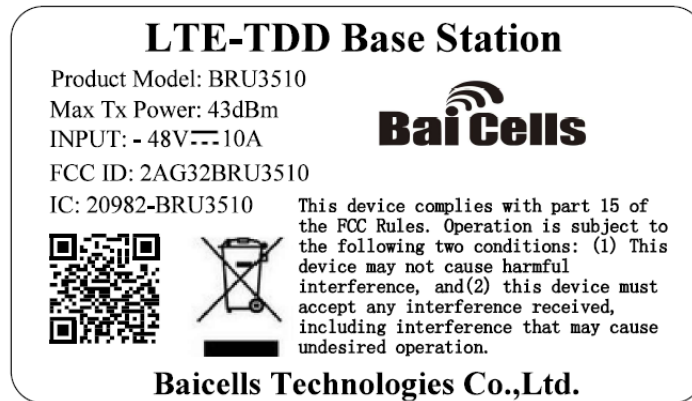 LTE-TDD Base Station
Product Model: BRU3510
Max Tx Power: 43dBm
INPUT: - 48V⎓10A
FCC ID: 2AG32BRU3510
IC: 20982-BRU3510
BaiCells
This device complies with part 15 of
the FCC Rules. Operation is subject to
the following two conditions: (1) This
device may not cause harmful
interference, and(2) this device must
accept any interference received,
including interference that may cause
undesired operation.
Baicells Technologies Co.,Ltd.